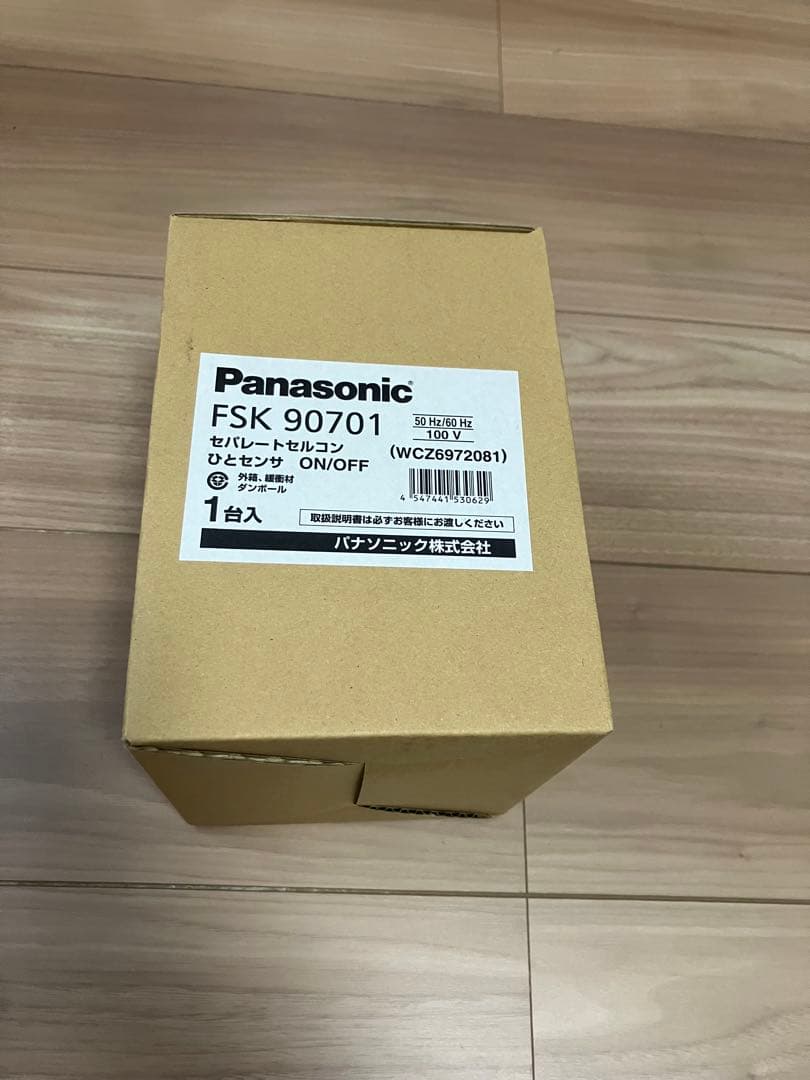 Panasonic
FSK 90701
50 Hz/60 Hz
100 V
セパレートセルコン
(WCZ6972081)
ひとセンサ ON/OFF
外箱、緩衝材
ダンボール
4 547441 530629
1台入
取扱説明書は必ずお客様にお渡しください
パナソニック株式会社